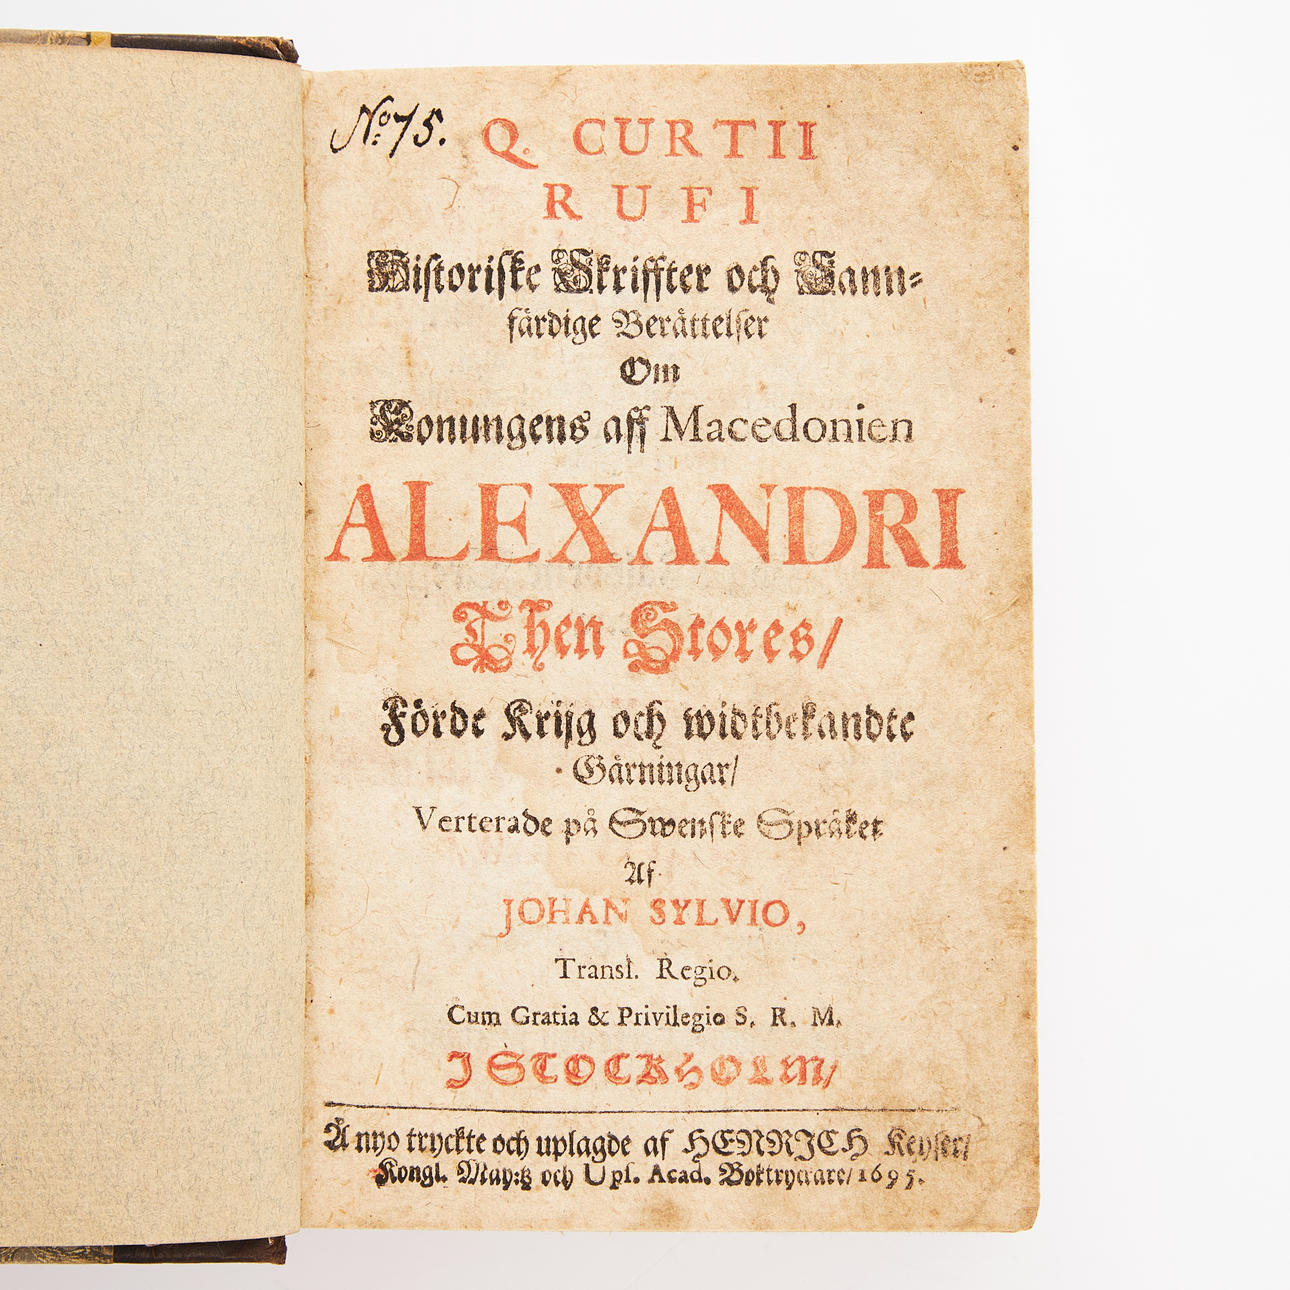 No. 75.
Q. CURTII
RUFI
Historiske Skriffter och Sann-
färdige Berättelser
Om
Konungens aff Macedonien
ALEXANDRI
Then Stores/
Förde Krijg och widtbekandte
Gärningar/
Verterade på Swenske Språket
Af
JOHAN SYLVIO,
Transl. Regio.
Cum Gratia & Privilegio S. R. M.
J STOCKHOLM/
Å nyo tryckte och uplagde af HENRICH Keyser/
Kongl. May:tz och Upl. Acad. Boktryckare/ 1695.